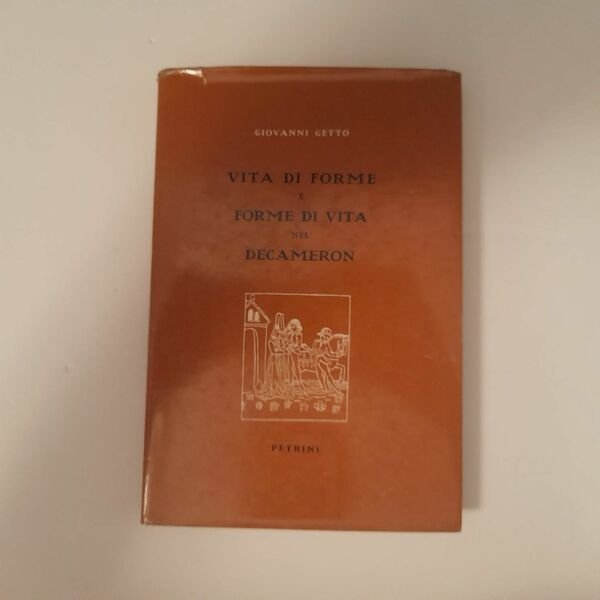 GIOVANNI GETTO
VITA DI FORME
E
FORME DI VITA
NEL
DECAMERON
PETRINI